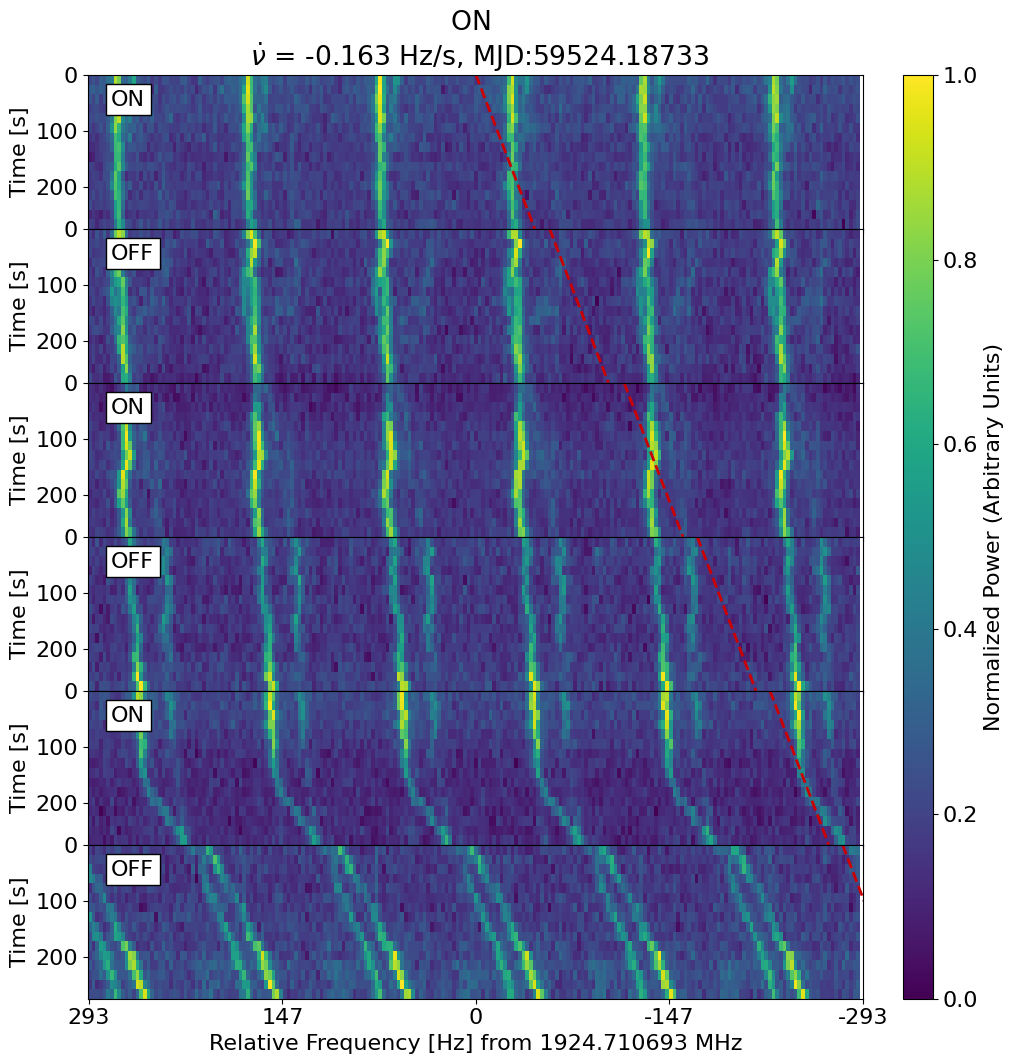 ON
ν̇ = -0.163 Hz/s, MJD:59524.18733
0
100
200
Time [s]
ON
0
100
200
Time [s]
OFF
0
100
200
Time [s]
ON
0
100
200
Time [s]
OFF
0
100
200
Time [s]
ON
0
100
200
Time [s]
OFF
293 147 0 -147 -293
Relative Frequency [Hz] from 1924.710693 MHz
1.0
0.8
0.6
0.4
0.2
0.0
Normalized Power (Arbitrary Units)